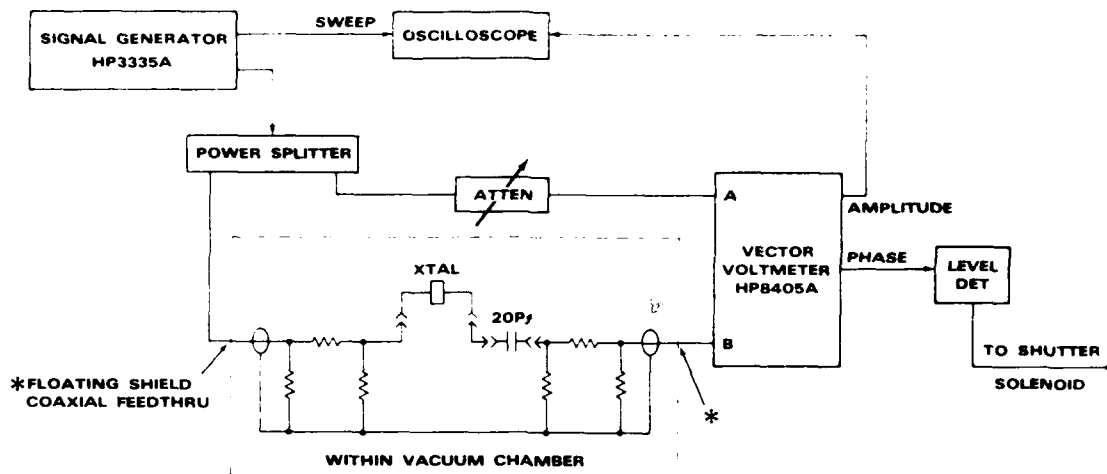 SIGNAL GENERATOR
HP3335A
SWEEP
OSCILLOSCOPE
POWER SPLITTER
ATTEN
A
AMPLITUDE
VECTOR
VOLTMETER
HP8405A
PHASE
LEVEL
DET
XTAL
20Pf
B
TO SHUTTER
SOLENOID
*FLOATING SHIELD
COAXIAL FEEDTHRU
*
WITHIN VACUUM CHAMBER